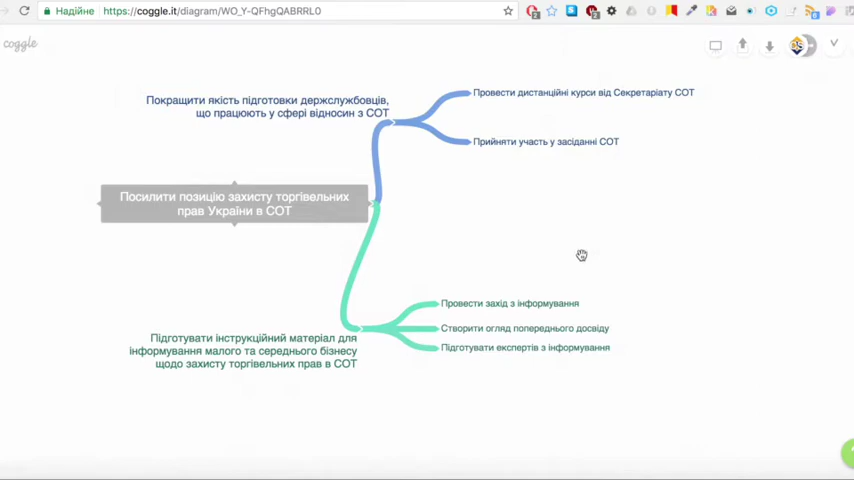 Надійне
https://coggle.it/diagram/WO_Y-QFhgQABRRL0
coggle
Покращити якість підготовки держслужбовців,
що працюють у сфері відносин з СОТ
Провести дистанційні курси від Секретаріату СОТ
Прийняти участь у засіданні СОТ
Посилити позицію захисту торгівельних
прав України в СОТ
Провести захід з інформування
Створити огляд попереднього досвіду
Підготувати експертів з інформування
Підготувати інструкційний матеріал для
інформування малого та середнього бізнесу
щодо захисту торгівельних прав в СОТ